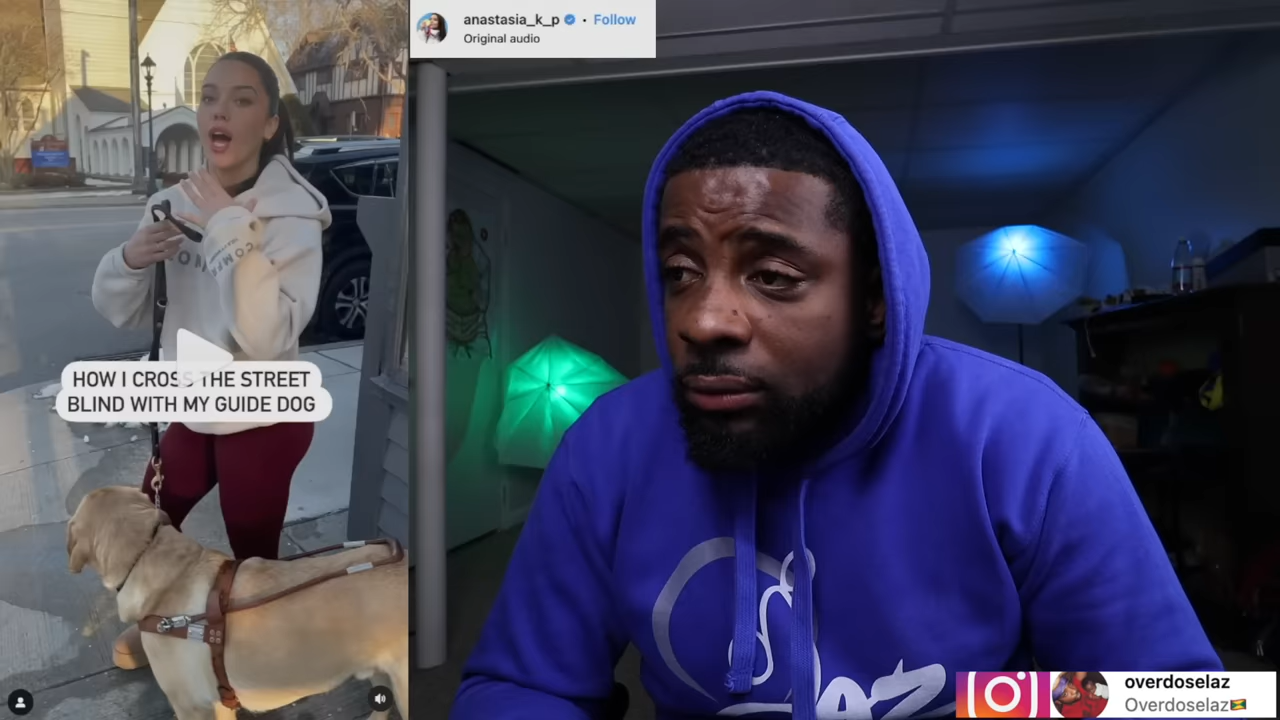 anastasia_k_p
• Follow
Original audio
HOW I CROSS THE STREET
BLIND WITH MY GUIDE DOG
overdoselaz
Overdoselaz🇬🇩